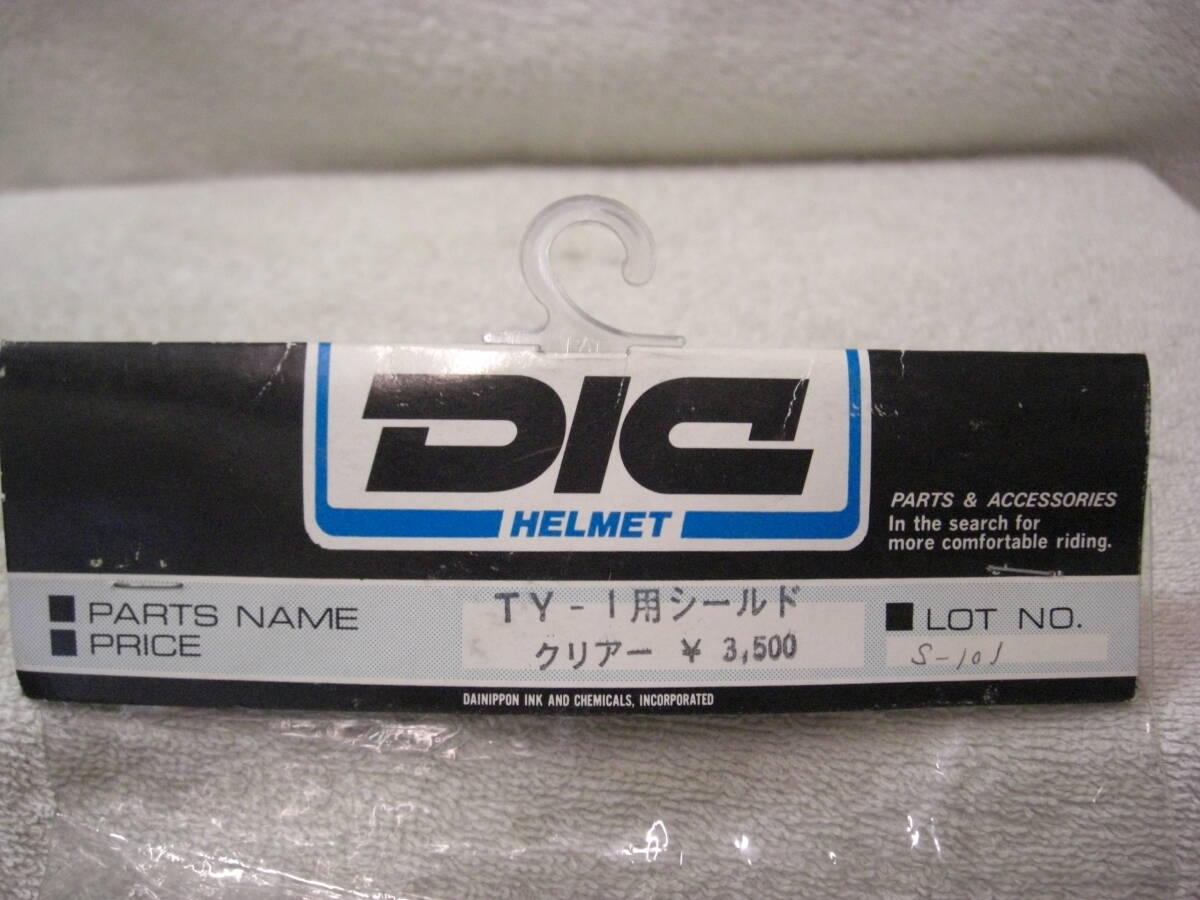 DIC
HELMET
PARTS & ACCESSORIES
In the search for
more comfortable riding.
■ PARTS NAME
■ PRICE
TY-1用シールド
クリアー ¥ 3,500
■ LOT NO.
S-101
DAINIPPON INK AND CHEMICALS, INCORPORATED